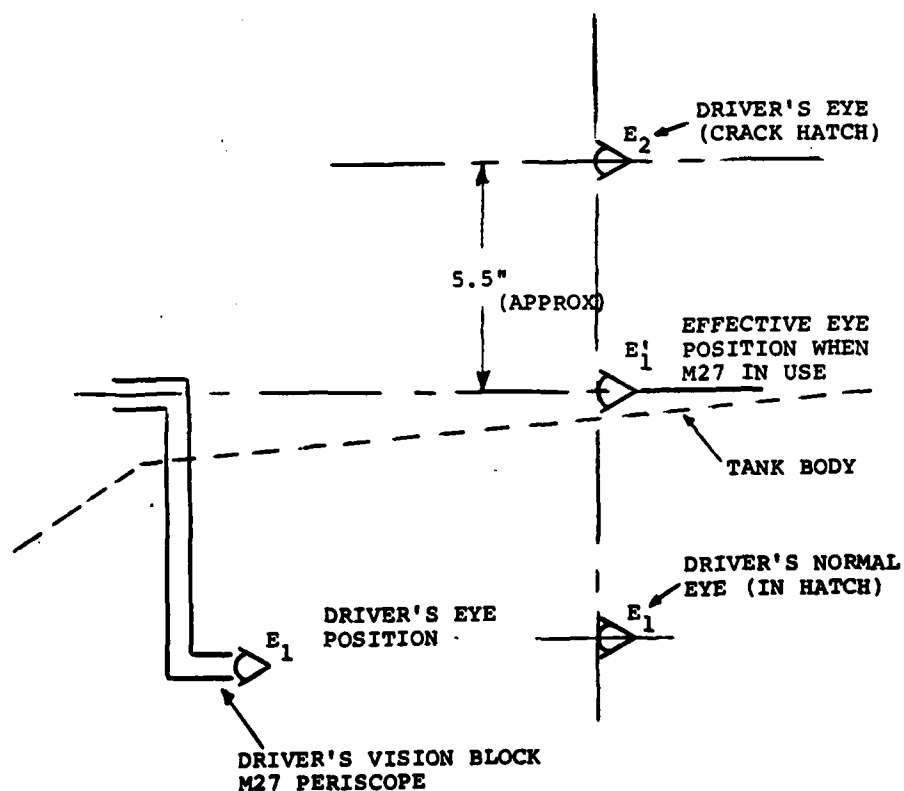 DRIVER'S EYE
(CRACK HATCH)
E2
5.5"
(APPROX)
EFFECTIVE EYE
POSITION WHEN
M27 IN USE
E'1
TANK BODY
DRIVER'S NORMAL
EYE (IN HATCH)
E1
DRIVER'S EYE
POSITION
E1
DRIVER'S VISION BLOCK
M27 PERISCOPE